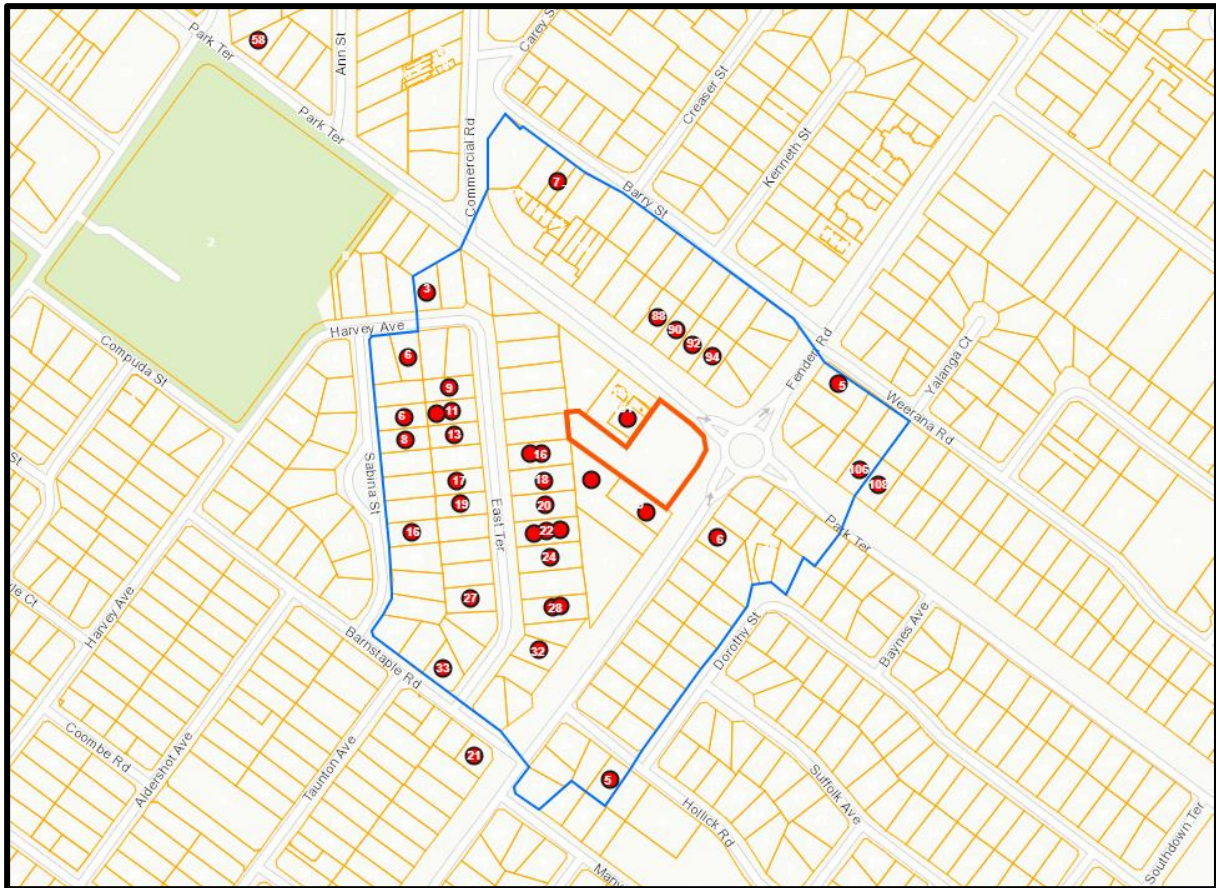 Park Ter
58
Ann St
Carey S
Creaser St
Park Ter
Commercial Rd
Kenneth St
7
Barry St
2
3
Harvey Ave
Compuda St
88
90
92
94
Fender Rd
Yalanga Ct
6
5
Weerana Rd
9
6
11
13
8
16
106
108
Sabina St
17
18
19
20
East Ter
St
16
22
6
Park Ter
24
27
28
Dorothy St
Baynes Ave
yle Ct
Harvey Ave
Barnstaple Rd
32
33
Coombe Rd
Aldershot Ave
Taunton Ave
21
5
Suffolk Ave
Hollick Rd
Southdown Ter